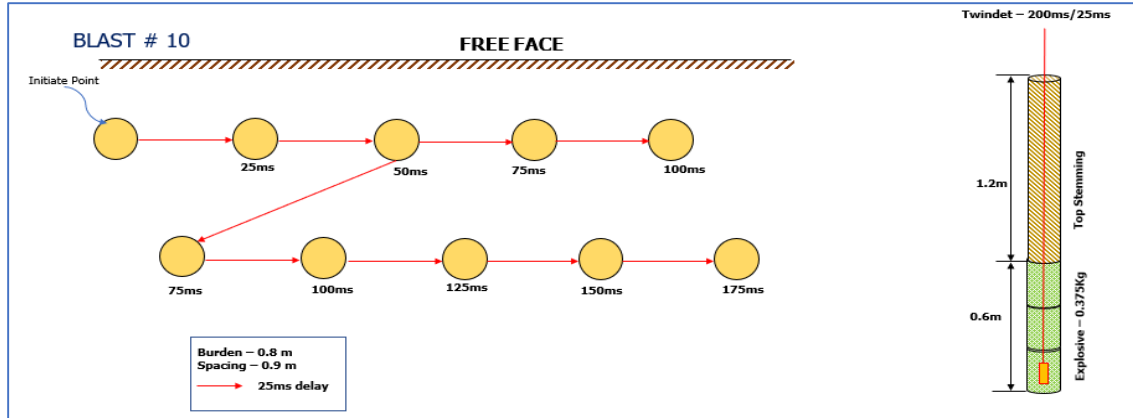 Twindet – 200ms/25ms
BLAST # 10
FREE FACE
Initiate Point
25ms
50ms
75ms
100ms
1.2m
Top Stemming
75ms
100ms
125ms
150ms
175ms
0.6m
Explosive – 0.375Kg
Burden – 0.8 m
Spacing – 0.9 m
25ms delay